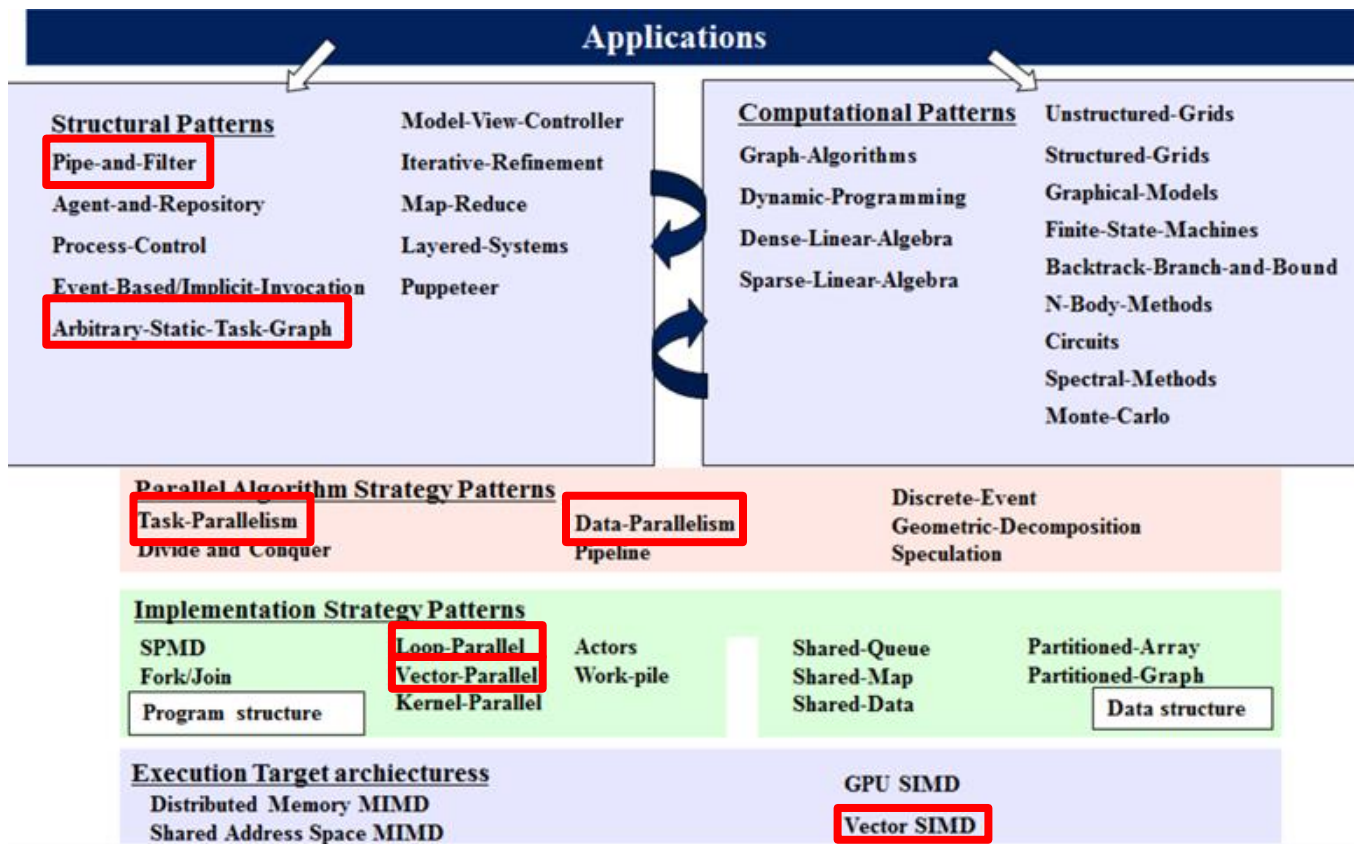 Applications
Structural Patterns
Pipe-and-Filter
Agent-and-Repository
Process-Control
Event-Based/Implicit-Invocation
Arbitrary-Static-Task-Graph
Model-View-Controller
Iterative-Refinement
Map-Reduce
Layered-Systems
Puppeteer
Computational Patterns
Graph-Algorithms
Dynamic-Programming
Dense-Linear-Algebra
Sparse-Linear-Algebra
Unstructured-Grids
Structured-Grids
Graphical-Models
Finite-State-Machines
Backtrack-Branch-and-Bound
N-Body-Methods
Circuits
Spectral-Methods
Monte-Carlo
Parallel Algorithm Strategy Patterns
Task-Parallelism
Divide and Conquer
Data-Parallelism
Pipeline
Discrete-Event
Geometric-Decomposition
Speculation
Implementation Strategy Patterns
SPMD
Fork/Join
Program structure
Loop-Parallel
Vector-Parallel
Kernel-Parallel
Actors
Work-pile
Shared-Queue
Shared-Map
Shared-Data
Partitioned-Array
Partitioned-Graph
Data structure
Execution Target archiecturess
Distributed Memory MIMD
Shared Address Space MIMD
GPU SIMD
Vector SIMD